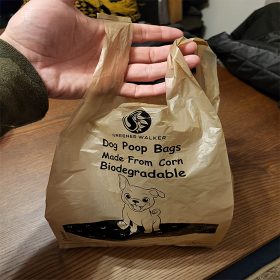 GREENER WALKER
Dog Poop Bags
Made From Corn
Biodegradable